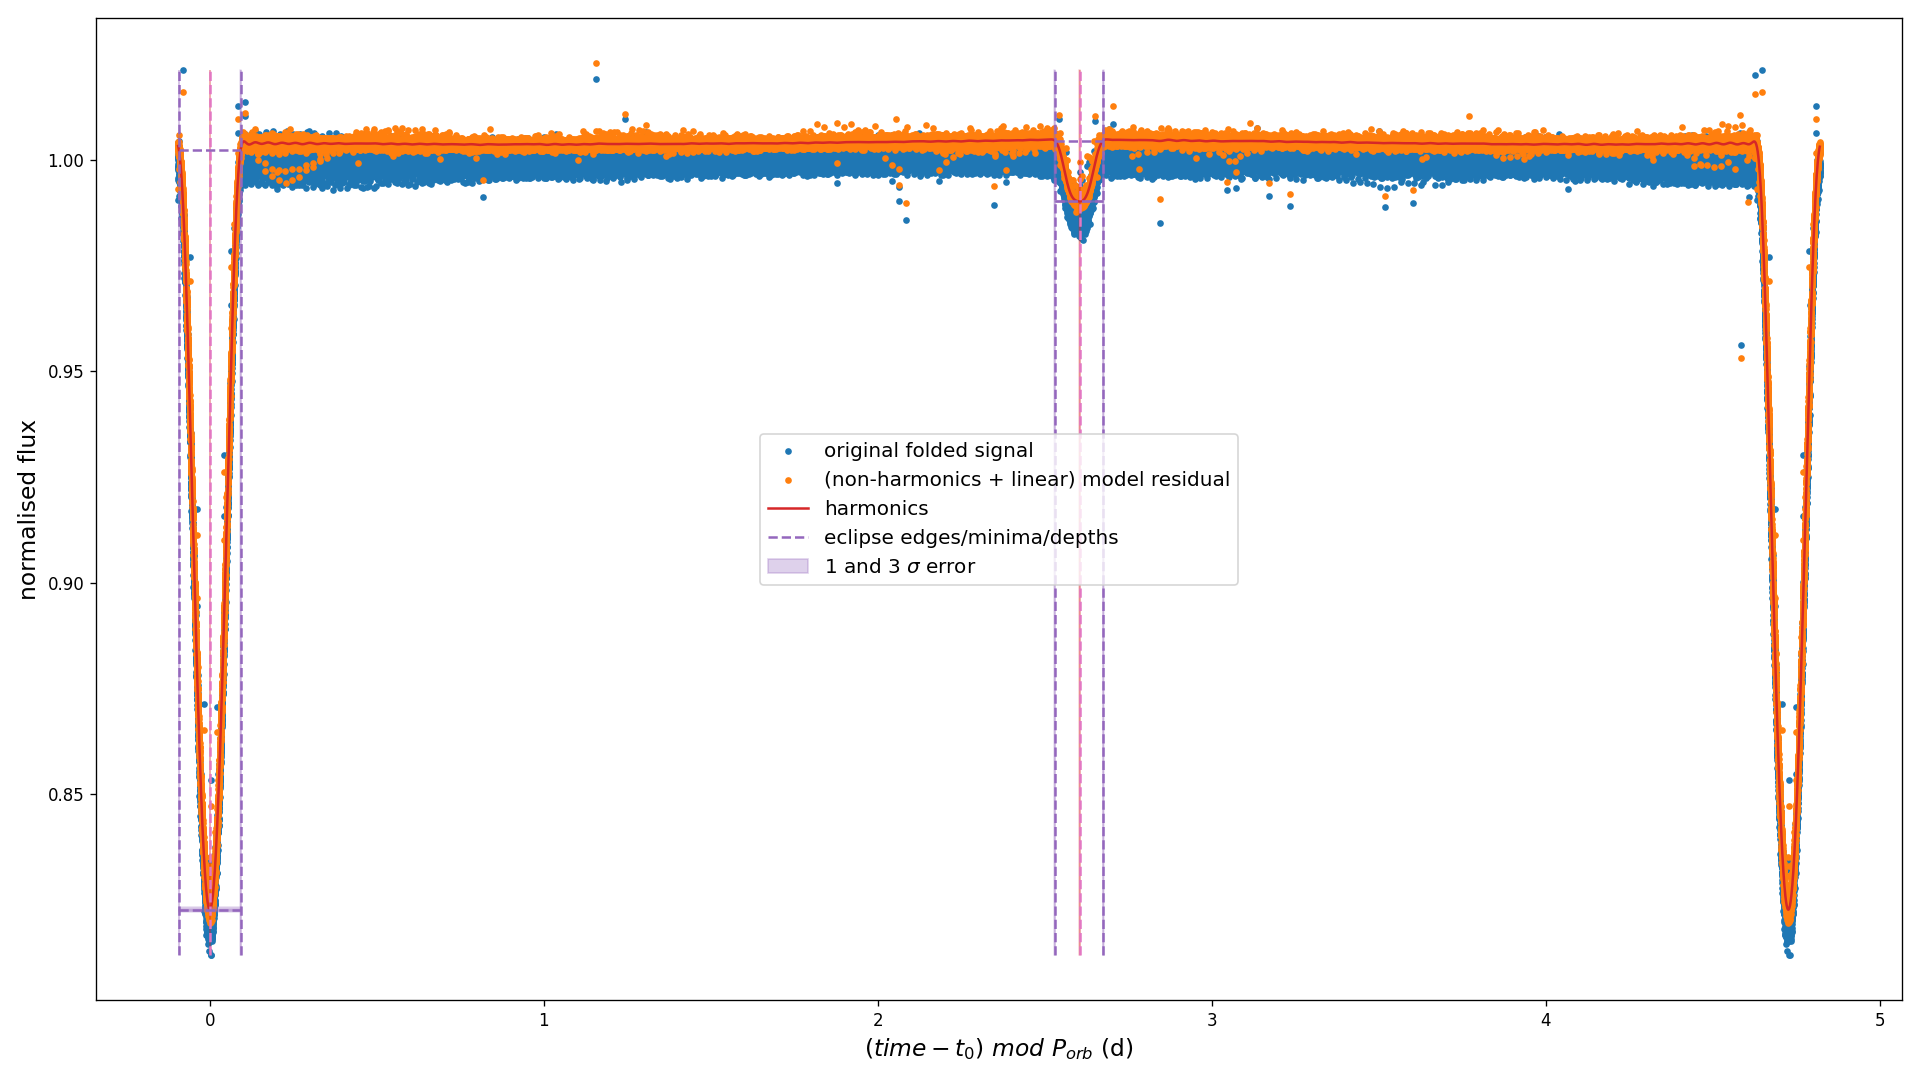 normalised flux
1.00
0.95
0.90
0.85
original folded signal
(non-harmonics + linear) model residual
harmonics
eclipse edges/minima/depths
1 and 3 σ error
0 1 2 3 4 5
(time − t₀) mod P_orb (d)